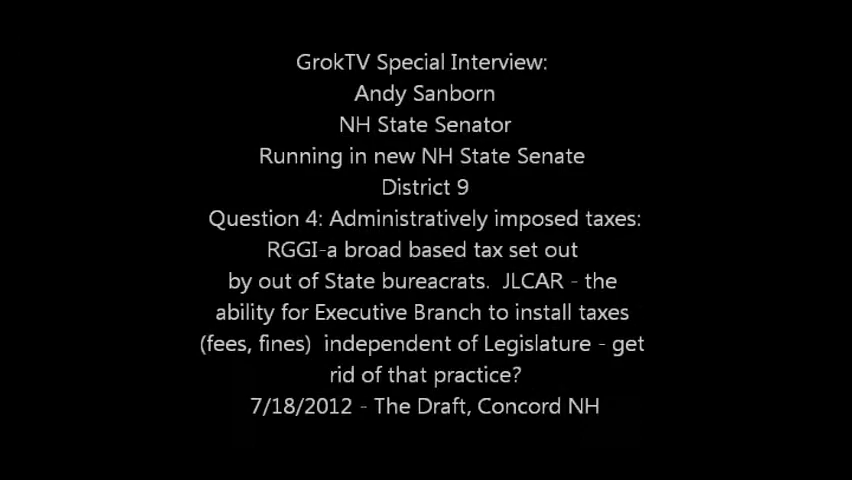 GrokTV Special Interview:
Andy Sanborn
NH State Senator
Running in new NH State Senate
District 9
Question 4: Administratively imposed taxes:
RGGI-a broad based tax set out
by out of State bureacrats.  JLCAR - the
ability for Executive Branch to install taxes
(fees, fines)  independent of Legislature - get
rid of that practice?
7/18/2012 - The Draft, Concord NH